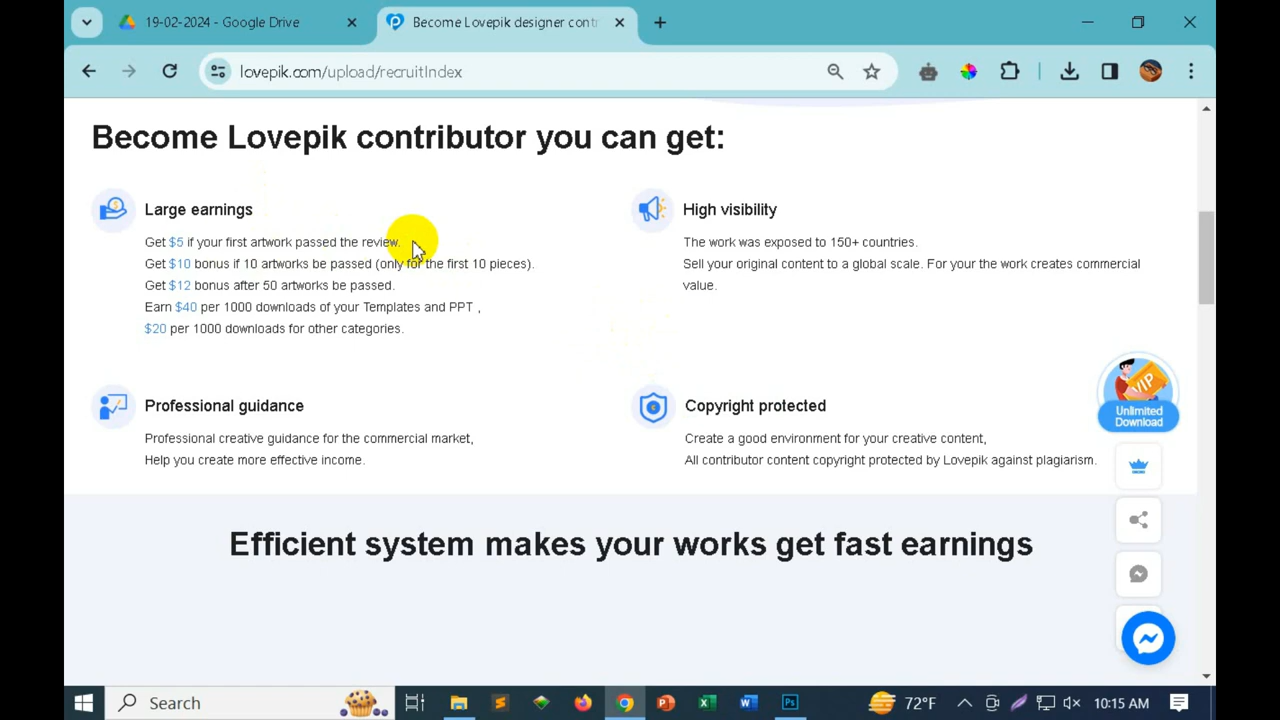 19-02-2024 - Google Drive
Become Lovepik designer contr
lovepik.com/upload/recruitIndex
Become Lovepik contributor you can get:
Large earnings
Get $5 if your first artwork passed the review.
Get $10 bonus if 10 artworks be passed (only for the first 10 pieces).
Get $12 bonus after 50 artworks be passed.
Earn $40 per 1000 downloads of your Templates and PPT ,
$20 per 1000 downloads for other categories.
High visibility
The work was exposed to 150+ countries.
Sell your original content to a global scale. For your the work creates commercial
value.
Professional guidance
Professional creative guidance for the commercial market,
Help you create more effective income.
Copyright protected
Create a good environment for your creative content,
All contributor content copyright protected by Lovepik against plagiarism.
VIP
Unlimited
Download
Efficient system makes your works get fast earnings
Search
Ps
72°F
10:15 AM